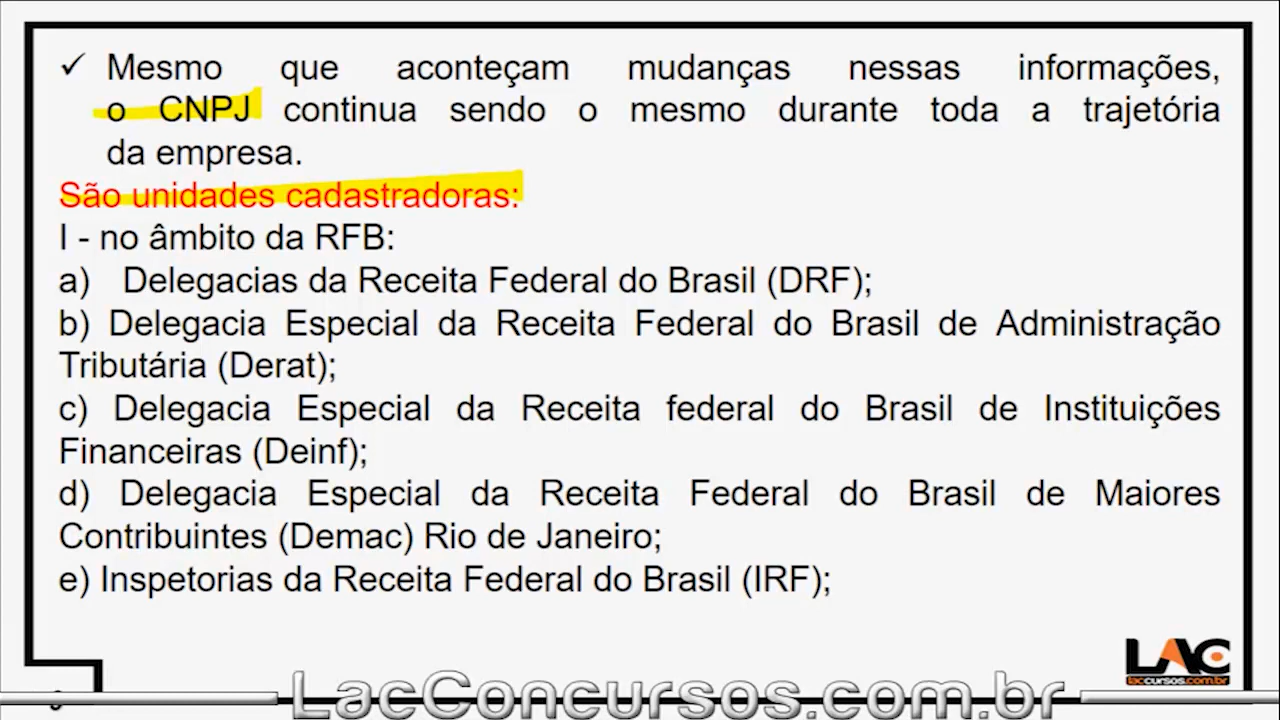 ✓ Mesmo que aconteçam mudanças nessas informações,
o CNPJ continua sendo o mesmo durante toda a trajetória
da empresa.
São unidades cadastradoras:
I - no âmbito da RFB:
a) Delegacias da Receita Federal do Brasil (DRF);
b) Delegacia Especial da Receita Federal do Brasil de Administração
Tributária (Derat);
c) Delegacia Especial da Receita federal do Brasil de Instituições
Financeiras (Deinf);
d) Delegacia Especial da Receita Federal do Brasil de Maiores
Contribuintes (Demac) Rio de Janeiro;
e) Inspetorias da Receita Federal do Brasil (IRF);
LAC
laccursos.com.br
LacConcursos.com.br